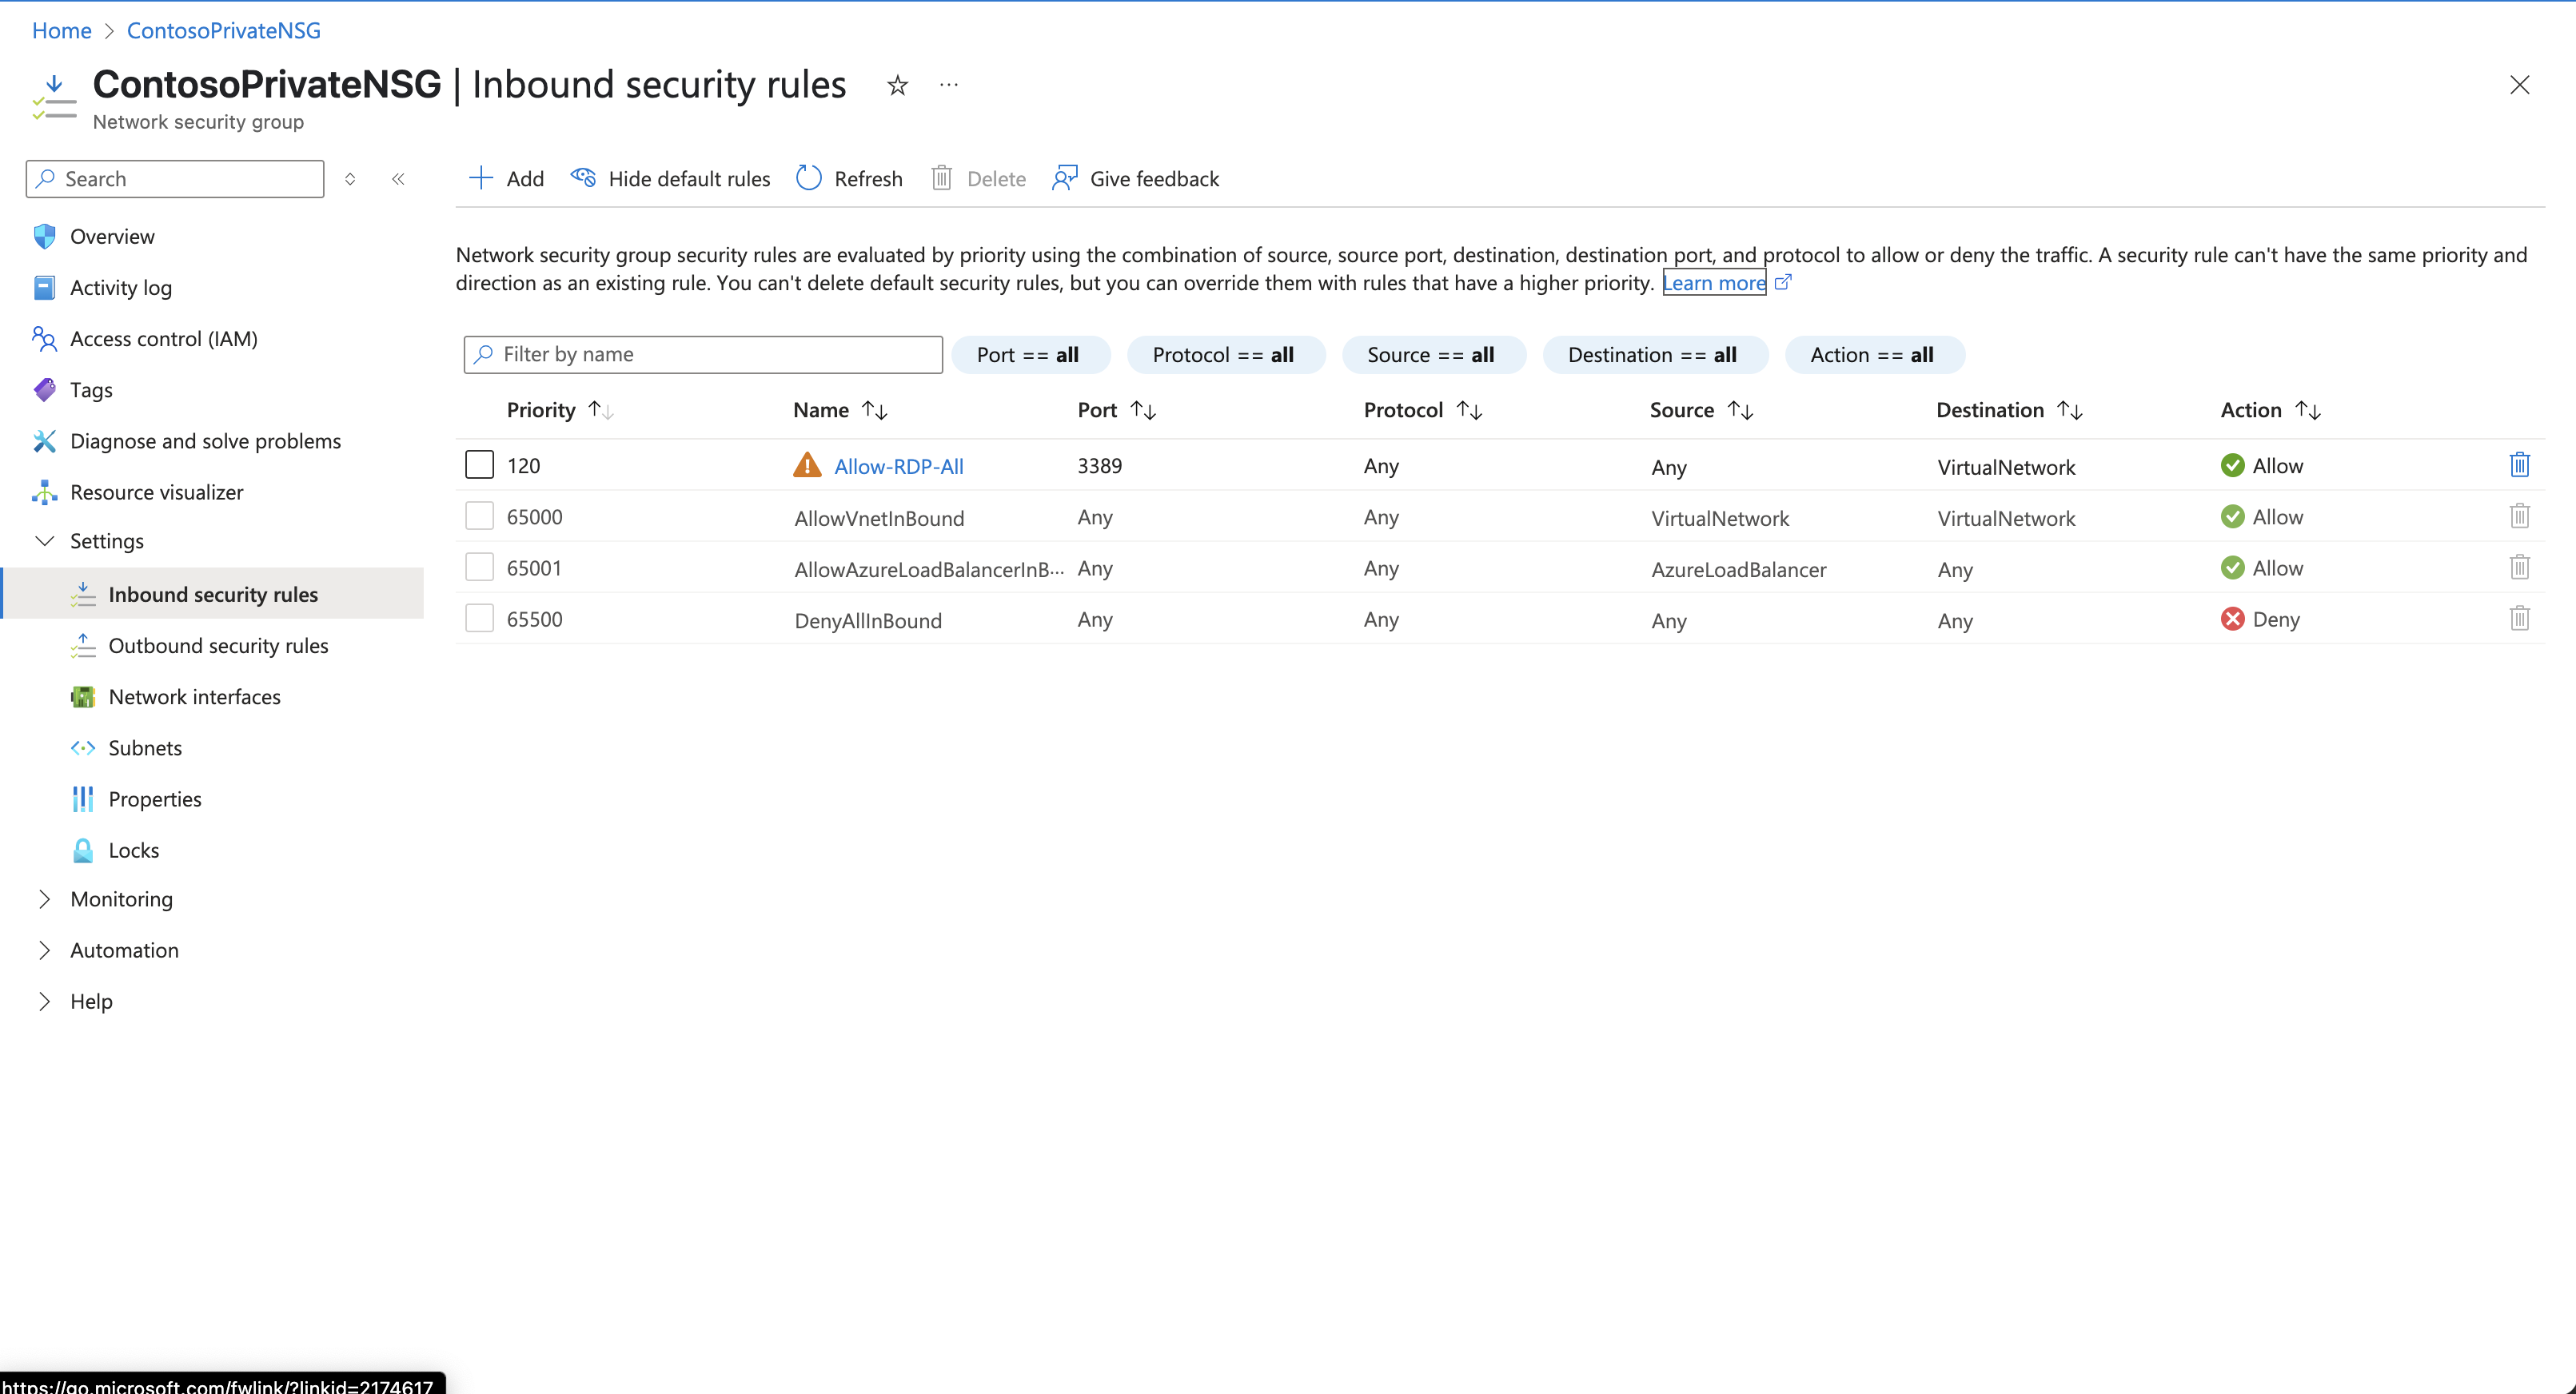 Home > ContosoPrivateNSG
ContosoPrivateNSG | Inbound security rules
Network security group
Search
Overview
Activity log
Access control (IAM)
Tags
Diagnose and solve problems
Resource visualizer
Settings
Inbound security rules
Outbound security rules
Network interfaces
Subnets
Properties
Locks
Monitoring
Automation
Help
Add Hide default rules Refresh Delete Give feedback
Network security group security rules are evaluated by priority using the combination of source, source port, destination, destination port, and protocol to allow or deny the traffic. A security rule can't have the same priority and
direction as an existing rule. You can't delete default security rules, but you can override them with rules that have a higher priority. Learn more
Filter by name Port == all Protocol == all Source == all Destination == all Action == all
Priority Name Port Protocol Source Destination Action
120 Allow-RDP-All 3389 Any Any VirtualNetwork Allow
65000 AllowVnetInBound Any Any VirtualNetwork VirtualNetwork Allow
65001 AllowAzureLoadBalancerInB··· Any Any AzureLoadBalancer Any Allow
65500 DenyAllInBound Any Any Any Any Deny
https://go.microsoft.com/fwlink/?linkid=2174617